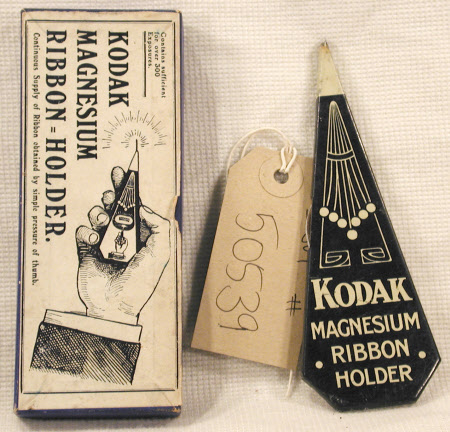 Contains sufficient
for over 300
Exposures.
KODAK
MAGNESIUM
RIBBON=HOLDER.
Continuous Supply of Ribbon obtained by simple pressure of thumb.
50539
#
KODAK
MAGNESIUM
RIBBON
HOLDER